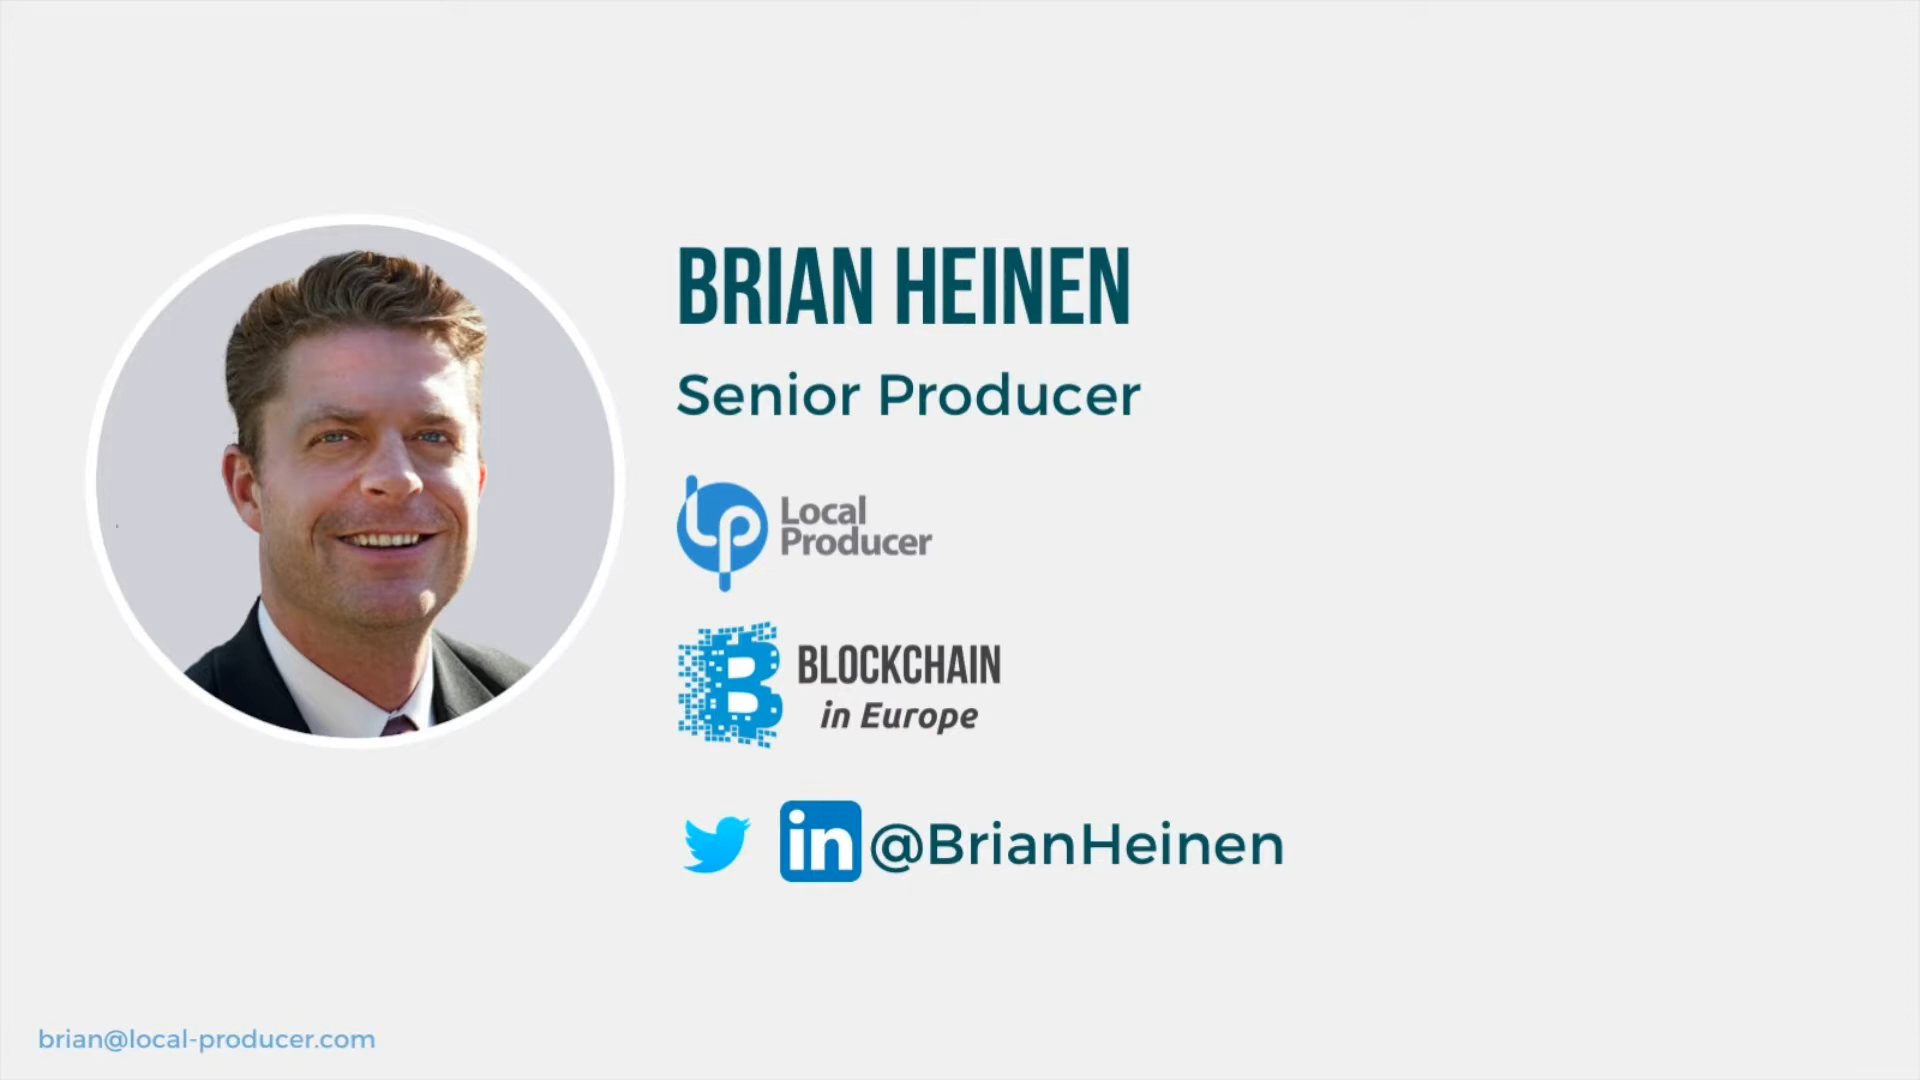 BRIAN HEINEN
Senior Producer
Local
Producer
BLOCKCHAIN
in Europe
in @BrianHeinen
brian@local-producer.com